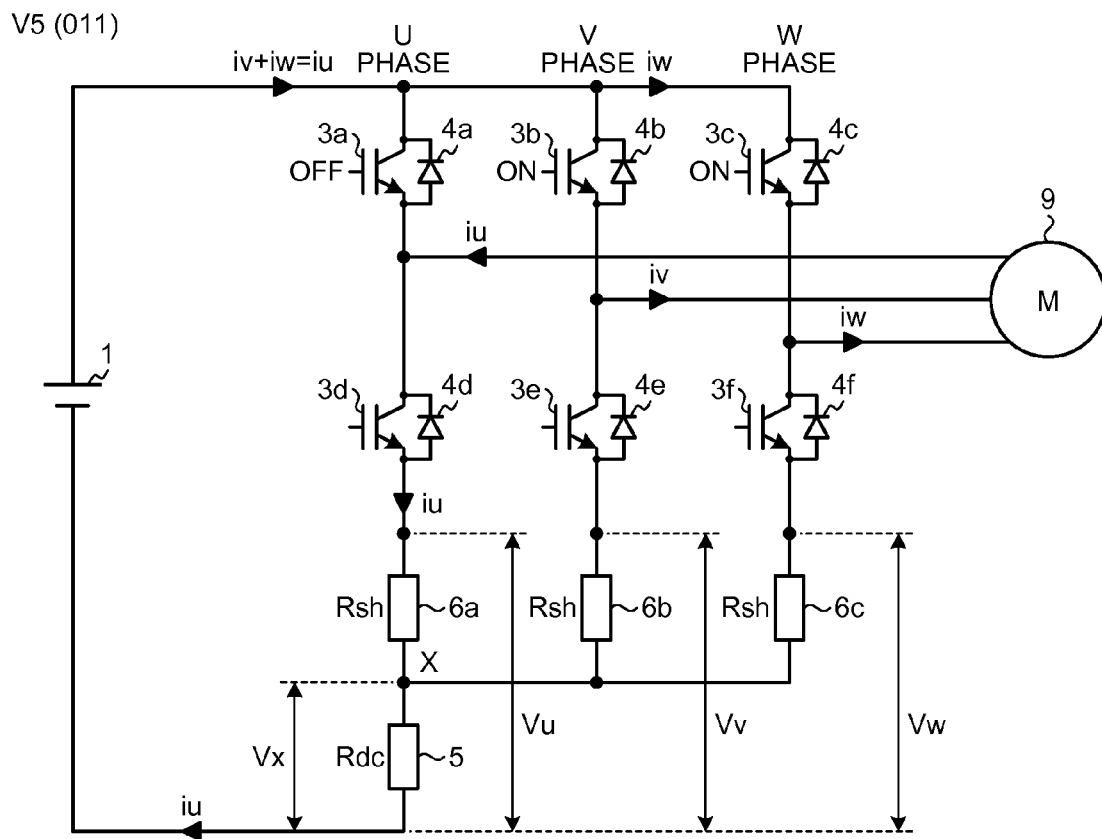 V5 (011)
U PHASE
V PHASE
W PHASE
iv+iw=iu
iw
3a
4a
3b
4b
3c
4c
OFF
ON
ON
9
iu
iv
M
iw
1
3d
4d
3e
4e
3f
4f
iu
Rsh
6a
Rsh
6b
Rsh
6c
X
Vu
Vv
Vw
Vx
Rdc
5
iu